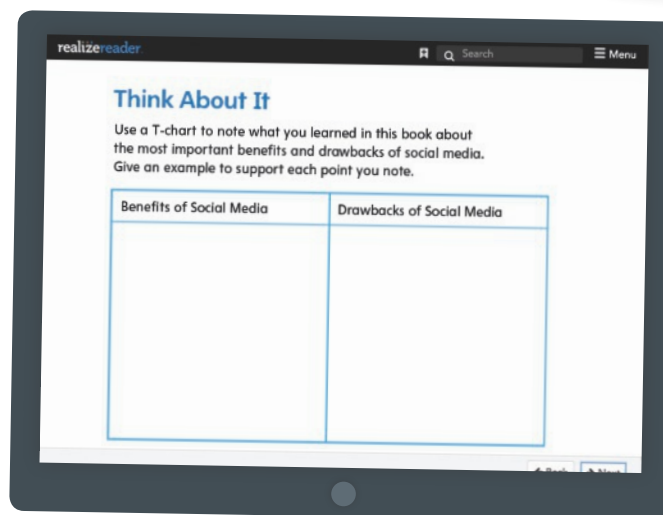 realizereader
Search
Menu
Think About It
Use a T-chart to note what you learned in this book about
the most important benefits and drawbacks of social media.
Give an example to support each point you note.
Benefits of Social Media
Drawbacks of Social Media